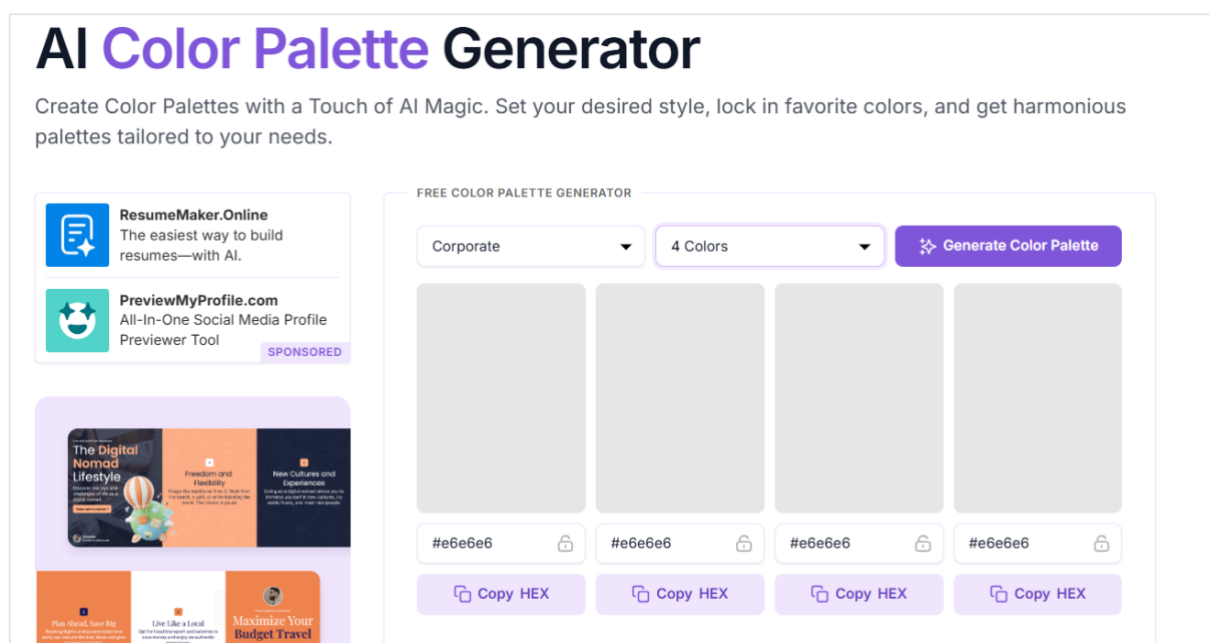 AI Color Palette Generator
Create Color Palettes with a Touch of AI Magic. Set your desired style, lock in favorite colors, and get harmonious
palettes tailored to your needs.
ResumeMaker.Online
The easiest way to build
resumes—with AI.
PreviewMyProfile.com
All-In-One Social Media Profile
Previewer Tool
SPONSORED
FREE COLOR PALETTE GENERATOR
Corporate
4 Colors
Generate Color Palette
#e6e6e6
#e6e6e6
#e6e6e6
#e6e6e6
Copy HEX
Copy HEX
Copy HEX
Copy HEX
The Digital
Nomad
Lifestyle
Freedom and
Flexibility
New Cultures and
Experiences
Plan Ahead, Save Big
Live Like a Local
Maximize Your
Budget Travel